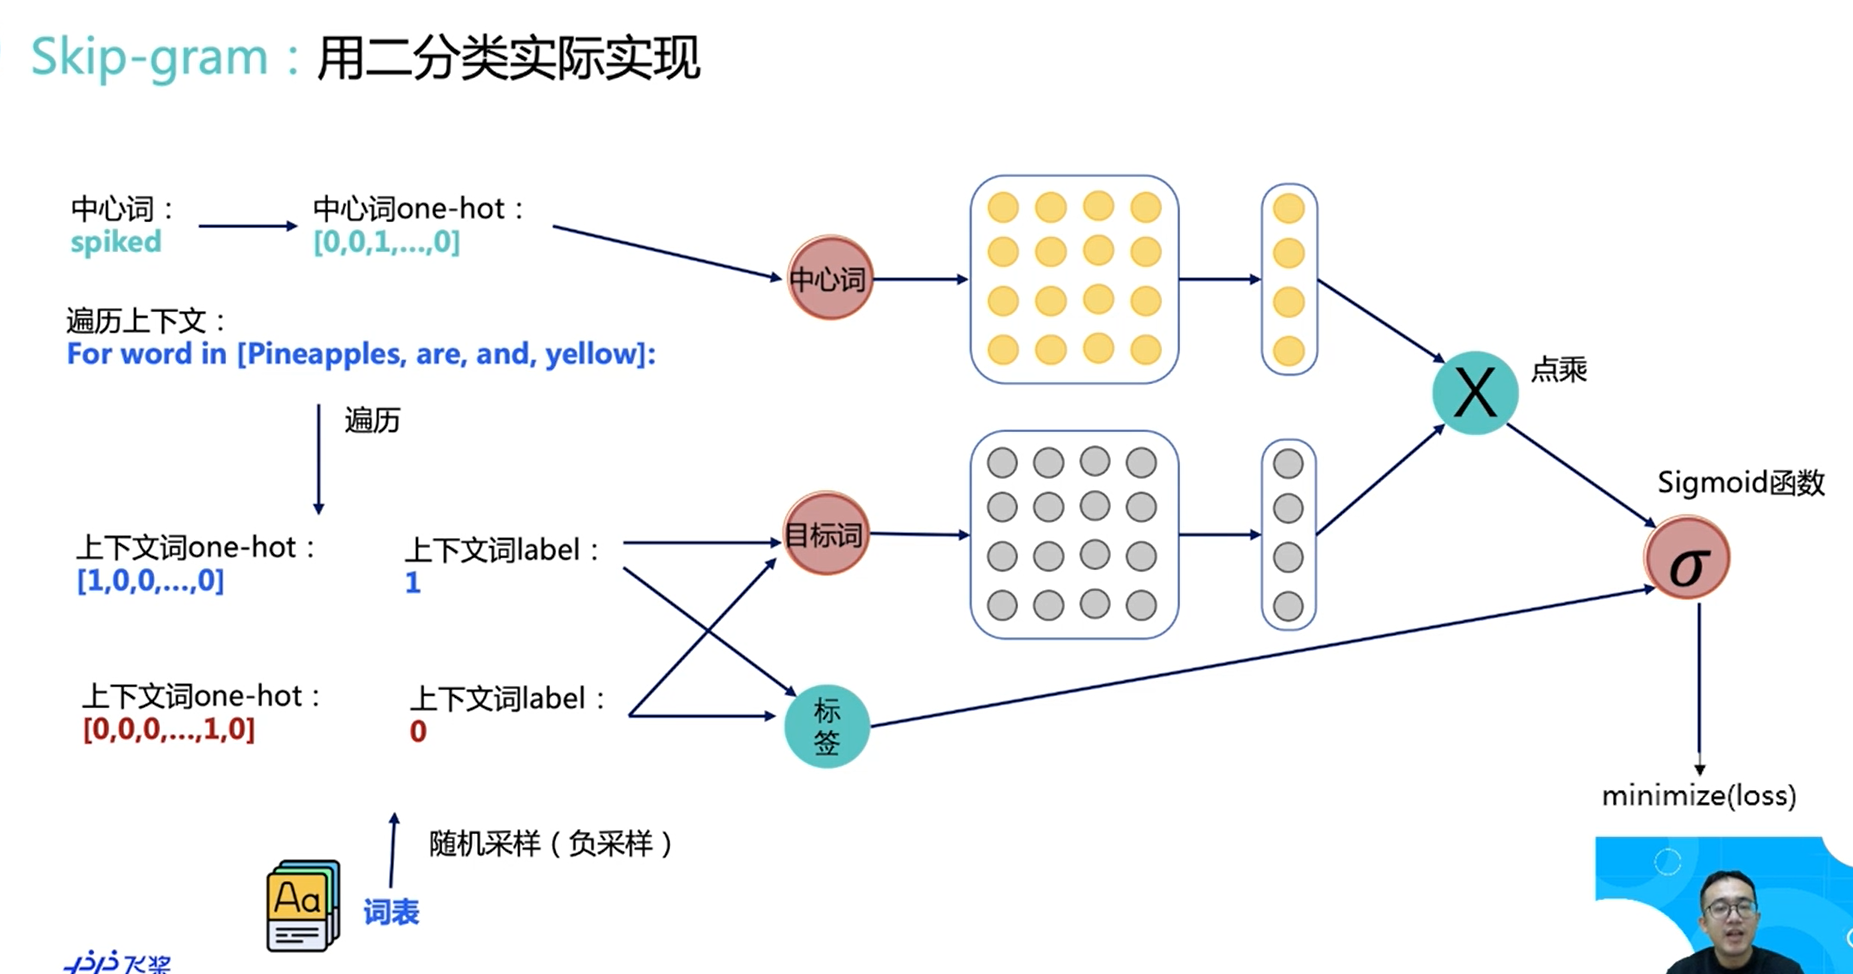 Skip-gram：用二分类实际实现
中心词：
spiked
中心词one-hot：
[0,0,1,...,0]
遍历上下文：
For word in [Pineapples, are, and, yellow]:
遍历
上下文词one-hot：
[1,0,0,...,0]
上下文词label：
1
上下文词one-hot：
[0,0,0,...,1,0]
上下文词label：
0
随机采样（负采样）
Aa
词表
中心词
目标词
标
签
X
点乘
Sigmoid函数
σ
minimize(loss)
飞桨